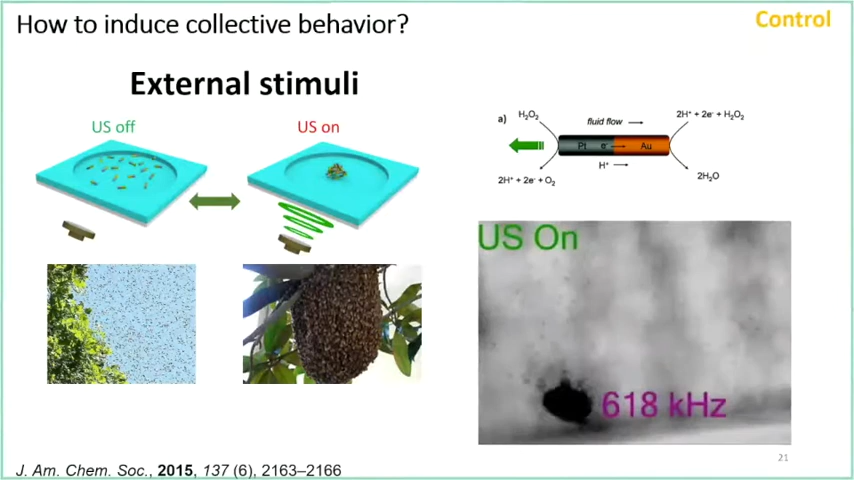 How to induce collective behavior?
Control
External stimuli
US off
US on
a)
H₂O₂
fluid flow
2H⁺ + 2e⁻ + H₂O₂
Pt
e⁻
Au
H⁺
2H⁺ + 2e⁻ + O₂
2H₂O
US On
618 kHz
21
J. Am. Chem. Soc., 2015, 137 (6), 2163–2166